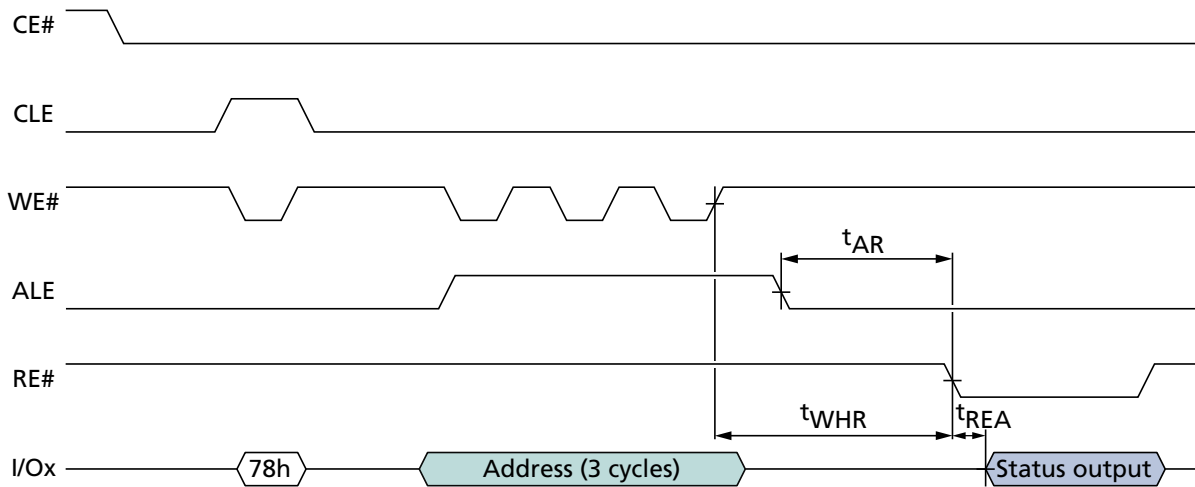 CE#
CLE
WE#
tAR
ALE
RE#
tWHR tREA
I/Ox 78h Address (3 cycles) Status output